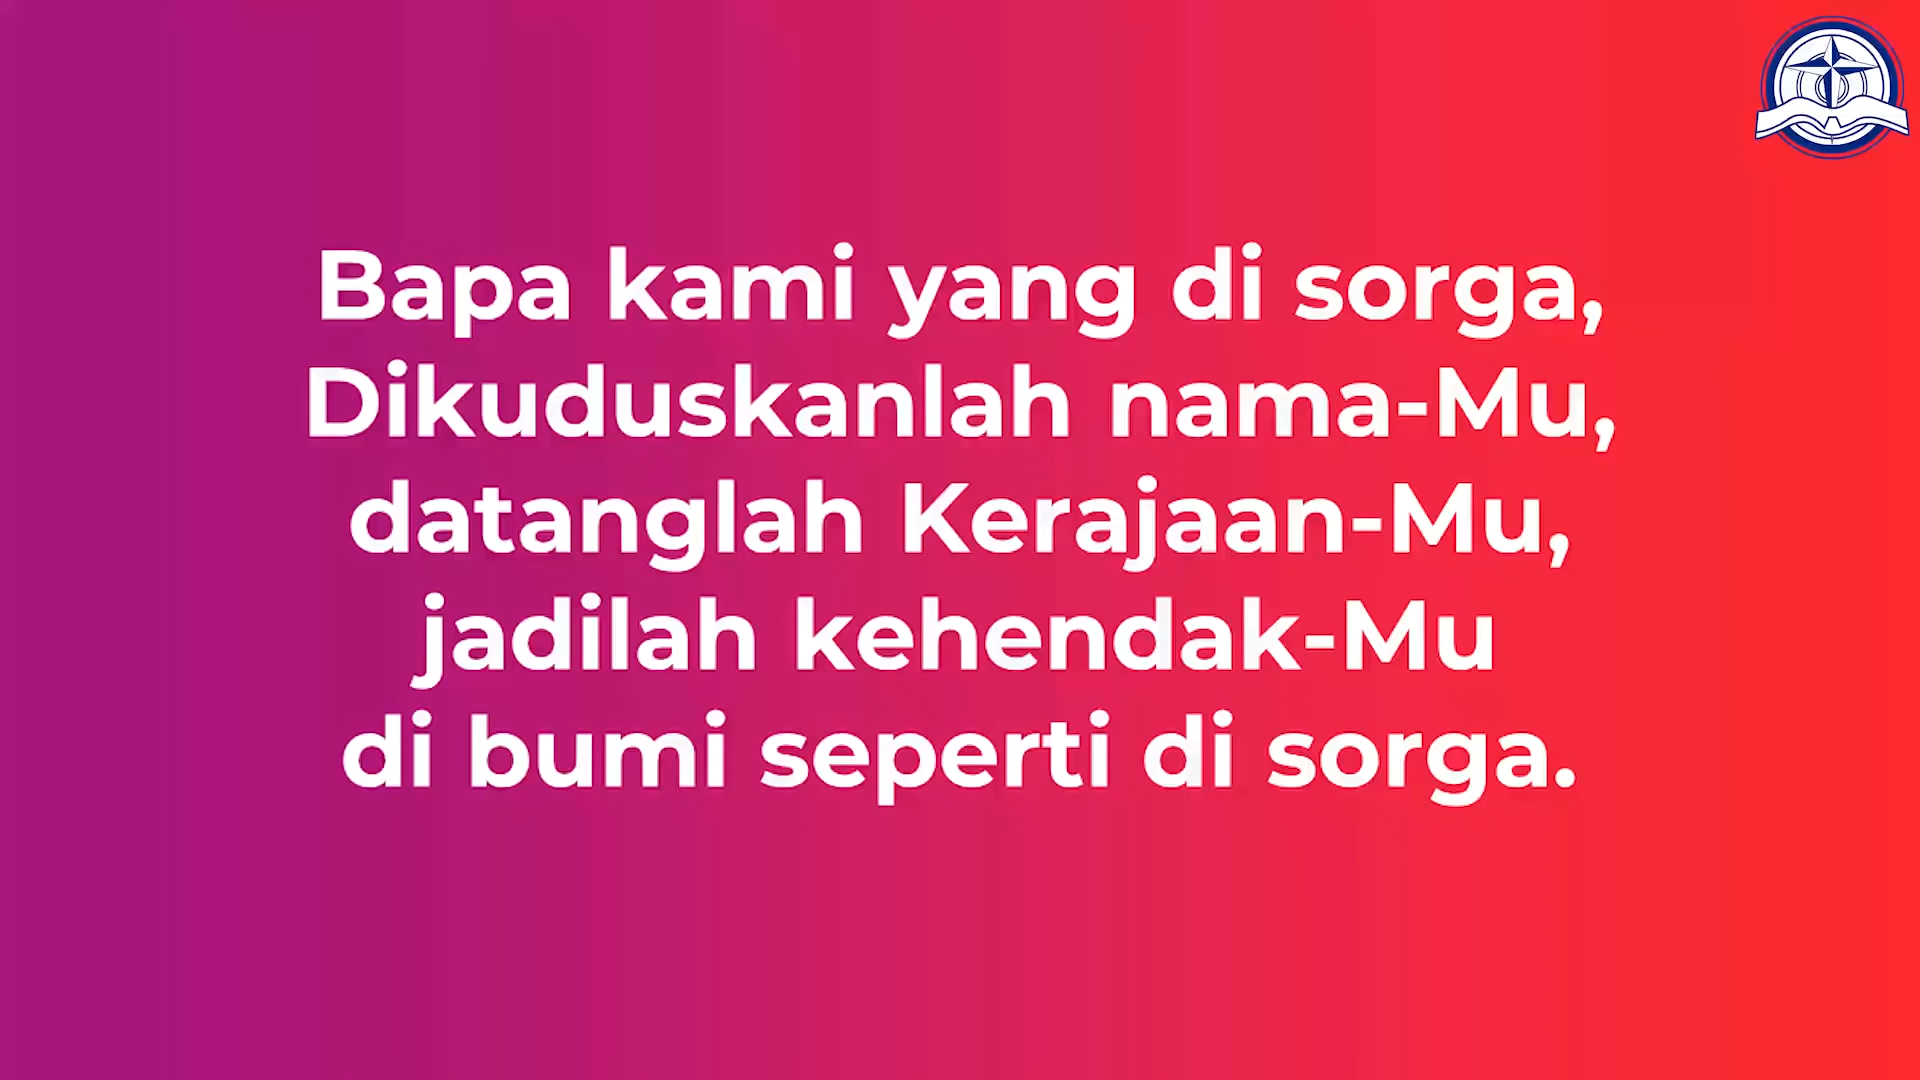 Bapa kami yang di sorga,
Dikuduskanlah nama-Mu,
datanglah Kerajaan-Mu,
jadilah kehendak-Mu
di bumi seperti di sorga.